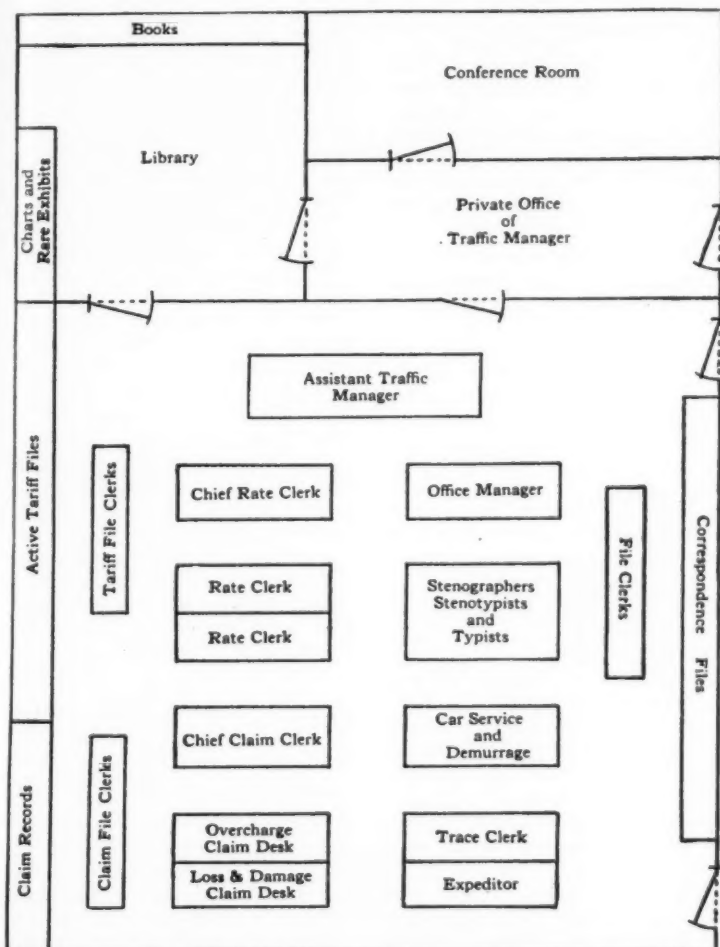 Books
Conference Room
Library
Charts and
Rare Exhibits
Private Office
of
Traffic Manager
Assistant Traffic
Manager
Active Tariff Files
Tariff File Clerks
Chief Rate Clerk
Office Manager
Rate Clerk
Rate Clerk
Stenographers
Stenotypists
and
Typists
File Clerks
Correspondence Files
Chief Claim Clerk
Car Service
and
Demurrage
Claim Records
Claim File Clerks
Overcharge
Claim Desk
Loss & Damage
Claim Desk
Trace Clerk
Expeditor